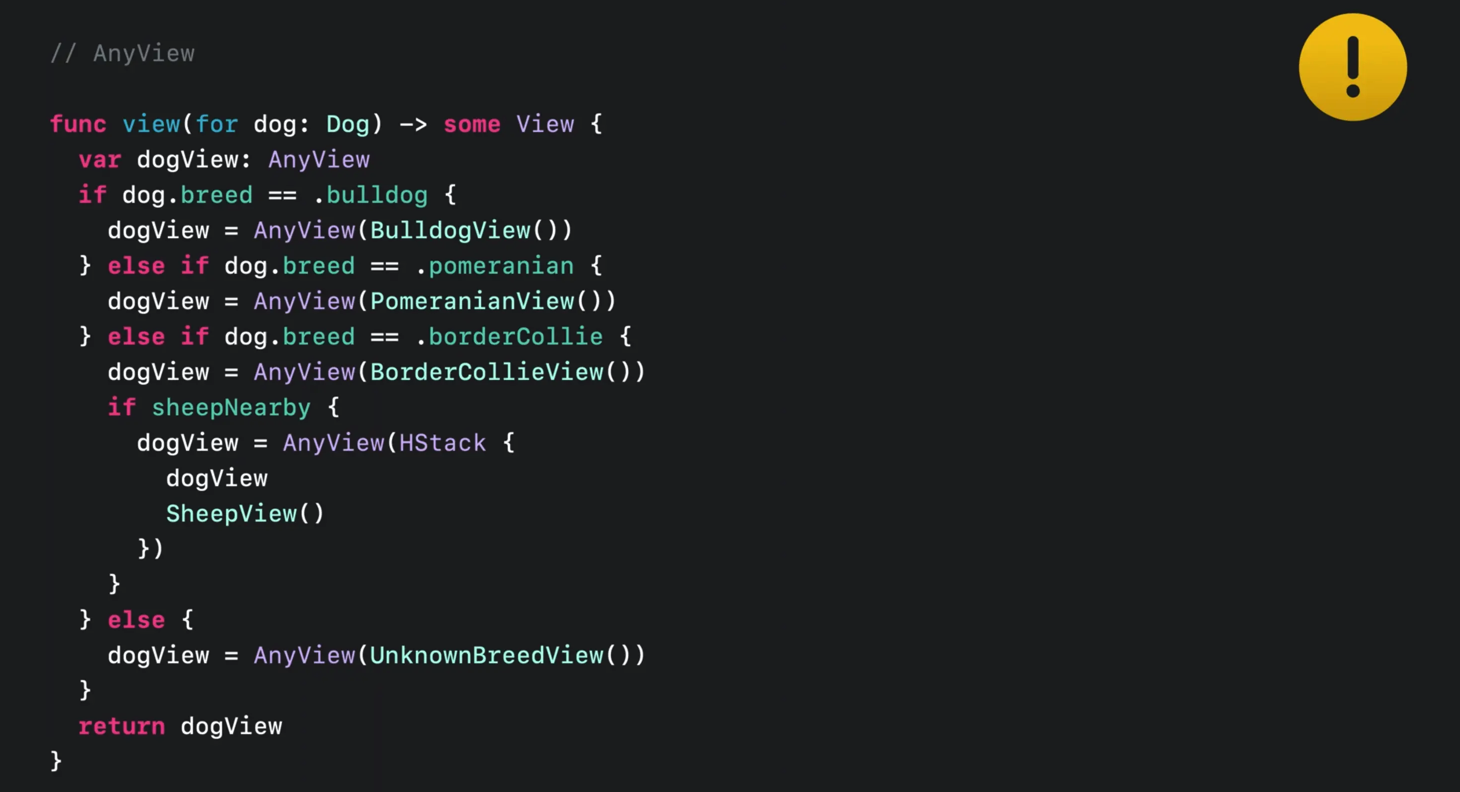 // AnyView
func view(for dog: Dog) -> some View {
var dogView: AnyView
if dog.breed == .bulldog {
dogView = AnyView(BulldogView())
} else if dog.breed == .pomeranian {
dogView = AnyView(PomeranianView())
} else if dog.breed == .borderCollie {
dogView = AnyView(BorderCollieView())
if sheepNearby {
dogView = AnyView(HStack {
dogView
SheepView()
})
}
} else {
dogView = AnyView(UnknownBreedView())
}
return dogView
}